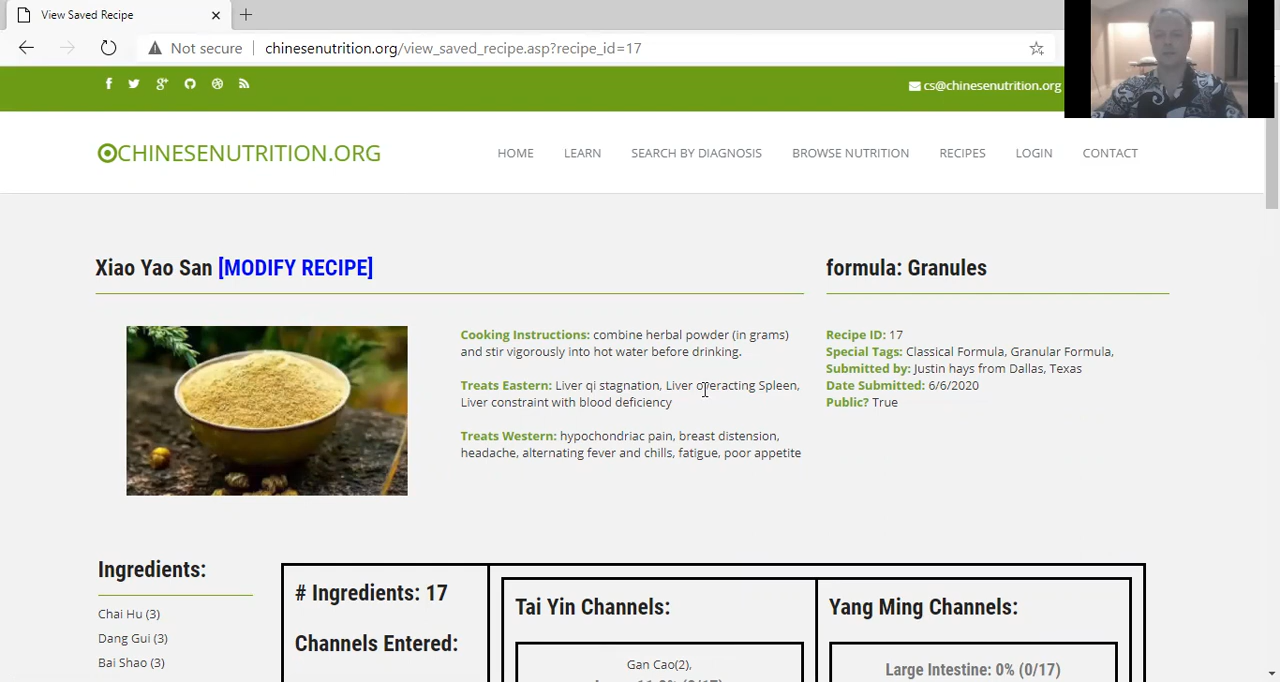 View Saved Recipe
Not secure
chinesenutrition.org/view_saved_recipe.asp?recipe_id=17
cs@chinesenutrition.org
CHINESENUTRITION.ORG
HOME LEARN SEARCH BY DIAGNOSIS BROWSE NUTRITION RECIPES LOGIN CONTACT
Xiao Yao San [MODIFY RECIPE]
Cooking Instructions: combine herbal powder (in grams)
and stir vigorously into hot water before drinking.
Treats Eastern: Liver qi stagnation, Liver overacting Spleen,
Liver constraint with blood deficiency
Treats Western: hypochondriac pain, breast distension,
headache, alternating fever and chills, fatigue, poor appetite
formula: Granules
Recipe ID: 17
Special Tags: Classical Formula, Granular Formula,
Submitted by: Justin hays from Dallas, Texas
Date Submitted: 6/6/2020
Public? True
Ingredients:
Chai Hu (3)
Dang Gui (3)
Bai Shao (3)
# Ingredients: 17
Channels Entered:
Tai Yin Channels:
Gan Cao(2),
Yang Ming Channels:
Large Intestine: 0% (0/17)